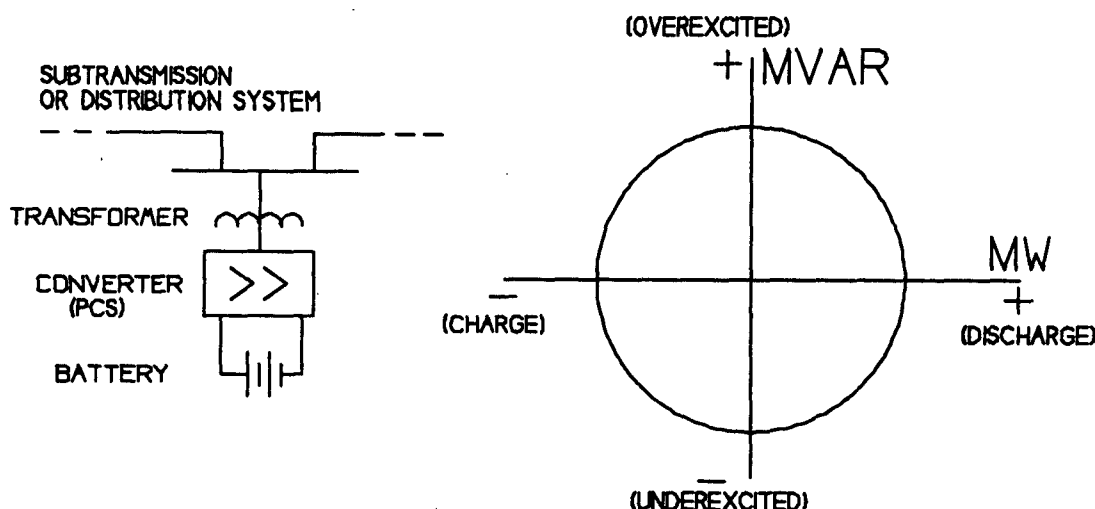 SUBTRANSMISSION
OR DISTRIBUTION SYSTEM
TRANSFORMER
CONVERTER
(PCS)
BATTERY
(OVEREXCITED)
+ MVAR
MW
−
+
(CHARGE)
(DISCHARGE)
−
(UNDEREXCITED)